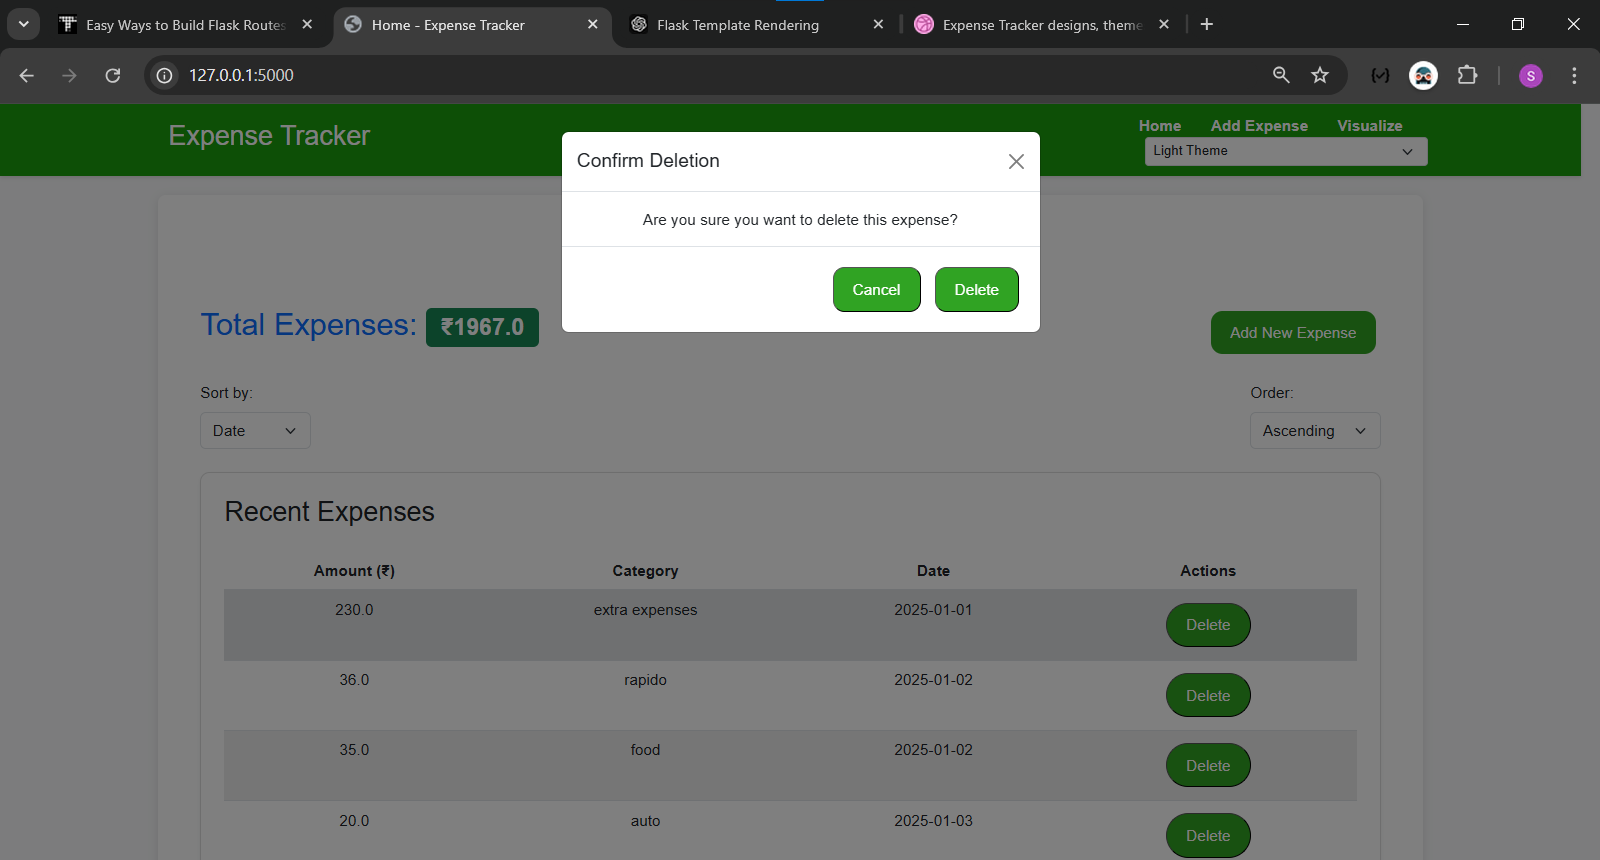 Easy Ways to Build Flask Routes
Home - Expense Tracker
Flask Template Rendering
Expense Tracker designs, theme
127.0.0.1:5000
S
Expense Tracker
Home
Add Expense
Visualize
Light Theme
Confirm Deletion
Are you sure you want to delete this expense?
Cancel
Delete
Total Expenses: ₹1967.0
Add New Expense
Sort by:
Order:
Date
Ascending
Recent Expenses
Amount (₹) Category Date Actions
230.0 extra expenses 2025-01-01 Delete
36.0 rapido 2025-01-02 Delete
35.0 food 2025-01-02 Delete
20.0 auto 2025-01-03 Delete